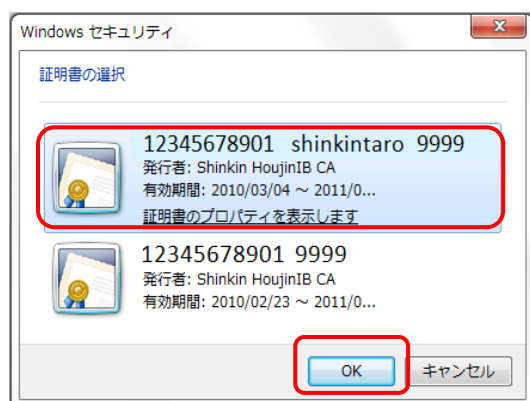 Windows セキュリティ
証明書の選択
12345678901 shinkintaro 9999
発行者: Shinkin HoujinIB CA
有効期間: 2010/03/04 ～ 2011/0...
証明書のプロパティを表示します
12345678901 9999
発行者: Shinkin HoujinIB CA
有効期間: 2010/02/23 ～ 2011/0...
OK
キャンセル